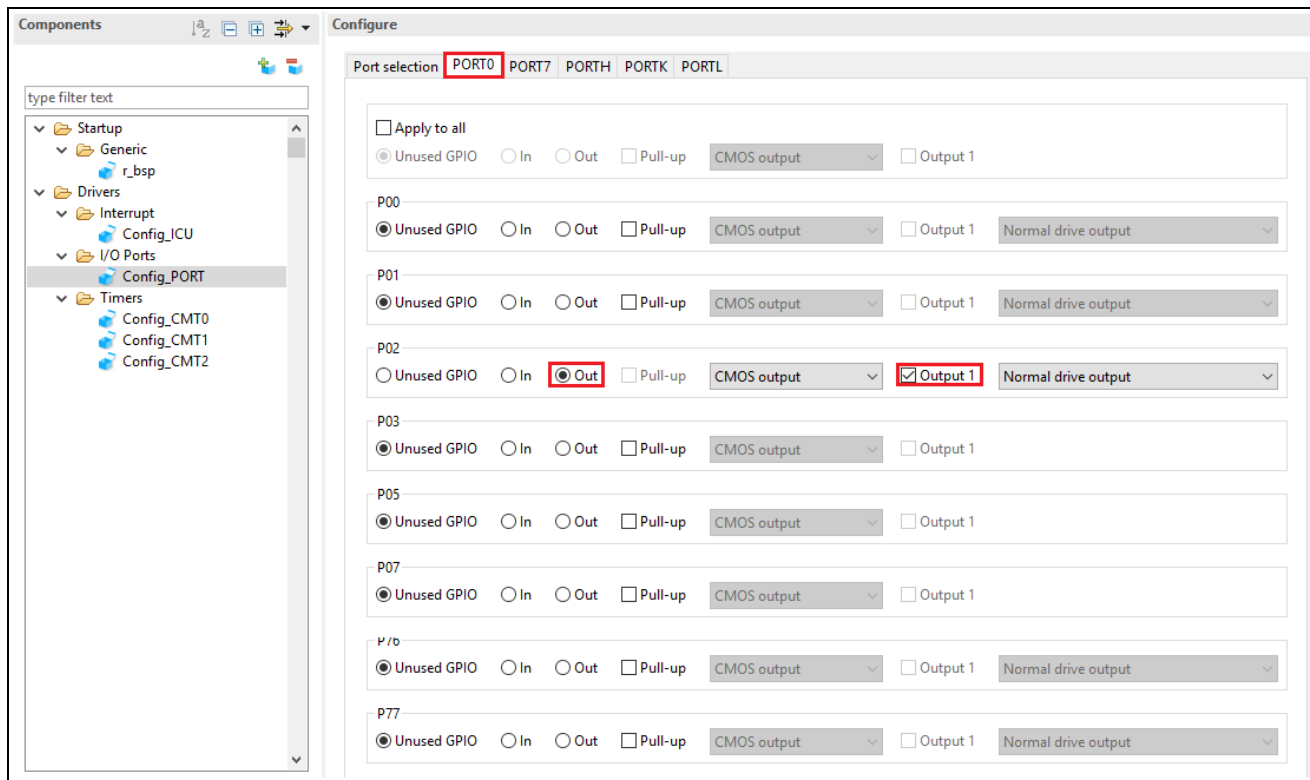 Components
Configure
type filter text
Startup
Generic
r_bsp
Drivers
Interrupt
Config_ICU
I/O Ports
Config_PORT
Timers
Config_CMT0
Config_CMT1
Config_CMT2
Port selection PORT0 PORT7 PORTH PORTK PORTL
Apply to all
Unused GPIO In Out Pull-up CMOS output Output 1
P00
Unused GPIO In Out Pull-up CMOS output Output 1 Normal drive output
P01
Unused GPIO In Out Pull-up CMOS output Output 1 Normal drive output
P02
Unused GPIO In Out Pull-up CMOS output Output 1 Normal drive output
P03
Unused GPIO In Out Pull-up CMOS output Output 1
P05
Unused GPIO In Out Pull-up CMOS output Output 1
P07
Unused GPIO In Out Pull-up CMOS output Output 1
P76
Unused GPIO In Out Pull-up CMOS output Output 1 Normal drive output
P77
Unused GPIO In Out Pull-up CMOS output Output 1 Normal drive output